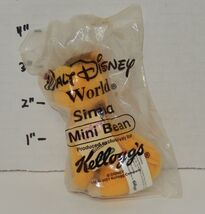 4"
3
2"
1"
Walt Disney
World®
Simba
Mini Bean
Produced exclusively for
Kellogg's®